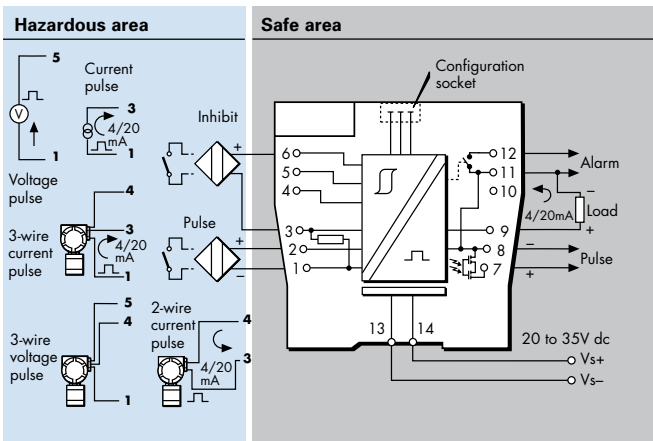 Hazardous area
Safe area
5
V
1
Voltage
pulse
Current
pulse
3
4/20
mA
1
Inhibit
+
4
3-wire
current
pulse
3
4/20
mA
1
Pulse
+
–
5
4
3-wire
voltage
pulse
1
2-wire
current
pulse
4
4/20
mA
3
Configuration
socket
6
5
4
3
2
1
12
11
10
9
8
7
Alarm
4/20mA
–
Load
+
–
Pulse
+
13
14
20 to 35V dc
Vs+
Vs–